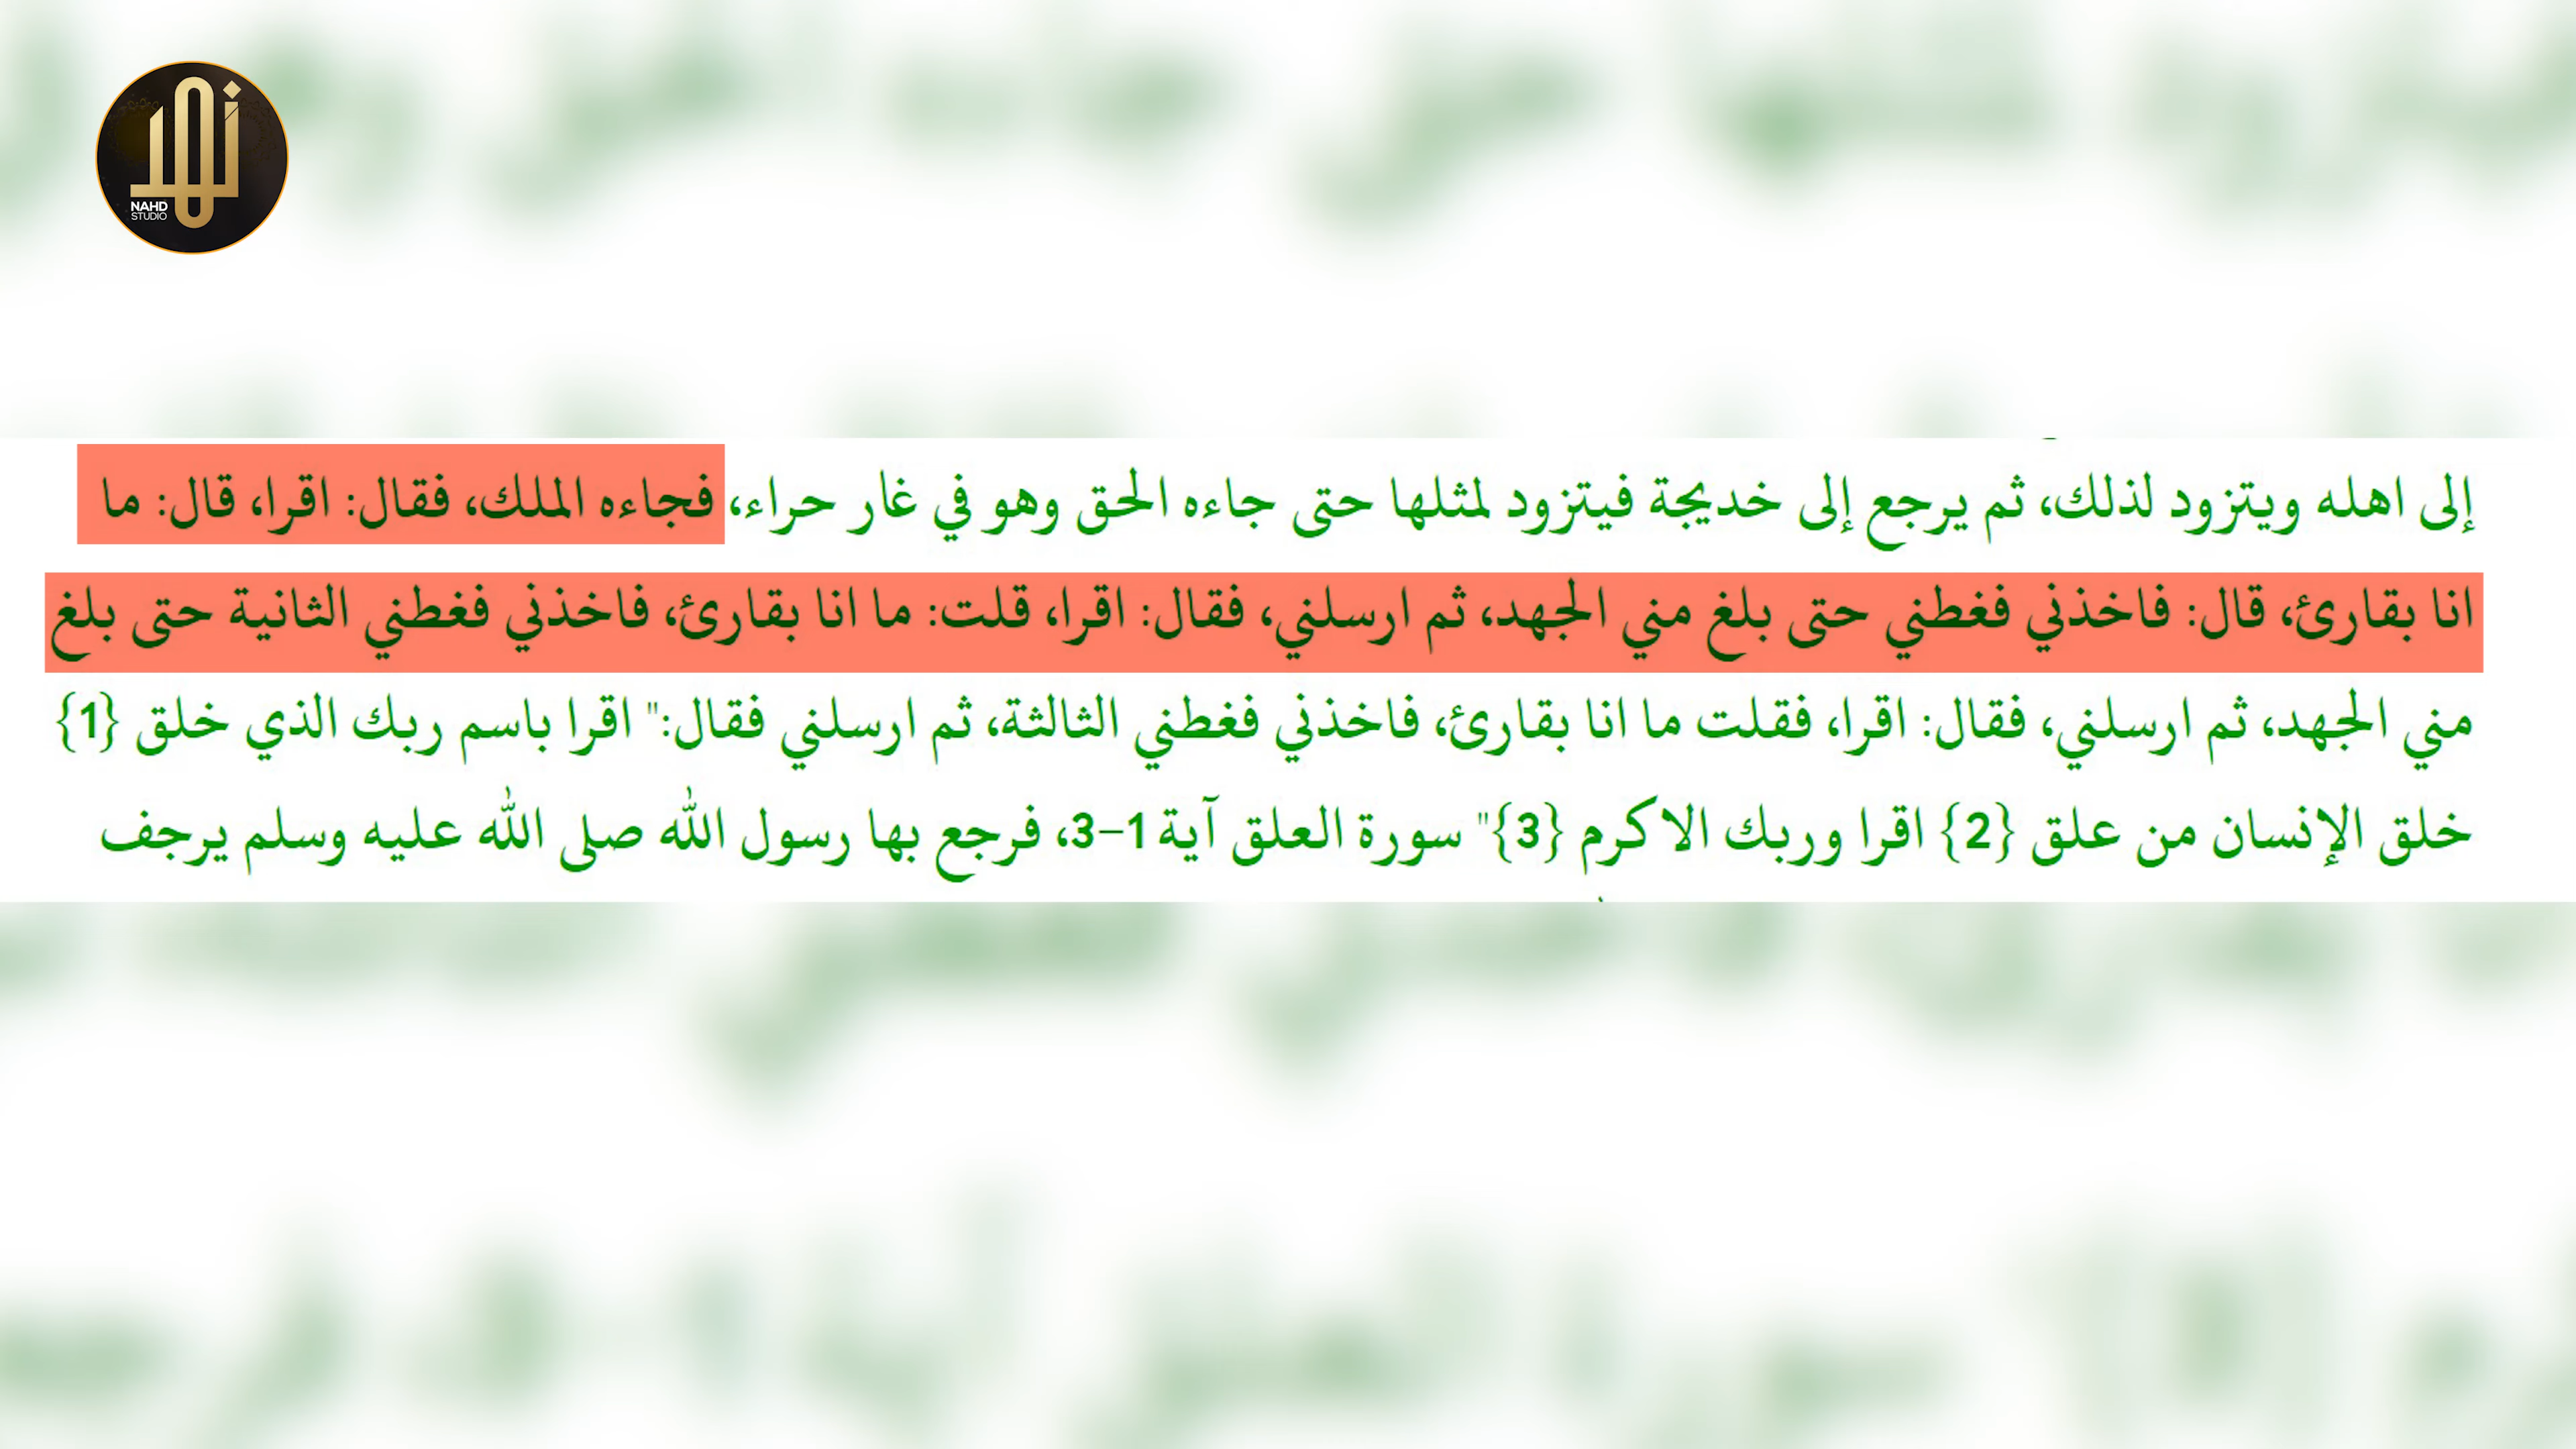 نهد
NAHD
STUDIO
إلى اهله ويتزود لذلك، ثم يرجع إلى خديجة فيتزود لمثلها حتى جاءه الحق وهو في غار حراء، فجاءه الملك، فقال: اقرا، قال: ما
انا بقارئ، قال: فاخذني فغطني حتى بلغ مني الجهد، ثم ارسلني، فقال: اقرا، قلت: ما انا بقارئ، فاخذني فغطني الثانية حتى بلغ
مني الجهد، ثم ارسلني، فقال: اقرا، فقلت ما انا بقارئ، فاخذني فغطني الثالثة، ثم ارسلني فقال:" اقرا باسم ربك الذي خلق {1}
خلق الإنسان من علق {2} اقرا وربك الاكرم {3}" سورة العلق آية 1-3، فرجع بها رسول الله صلى الله عليه وسلم يرجف